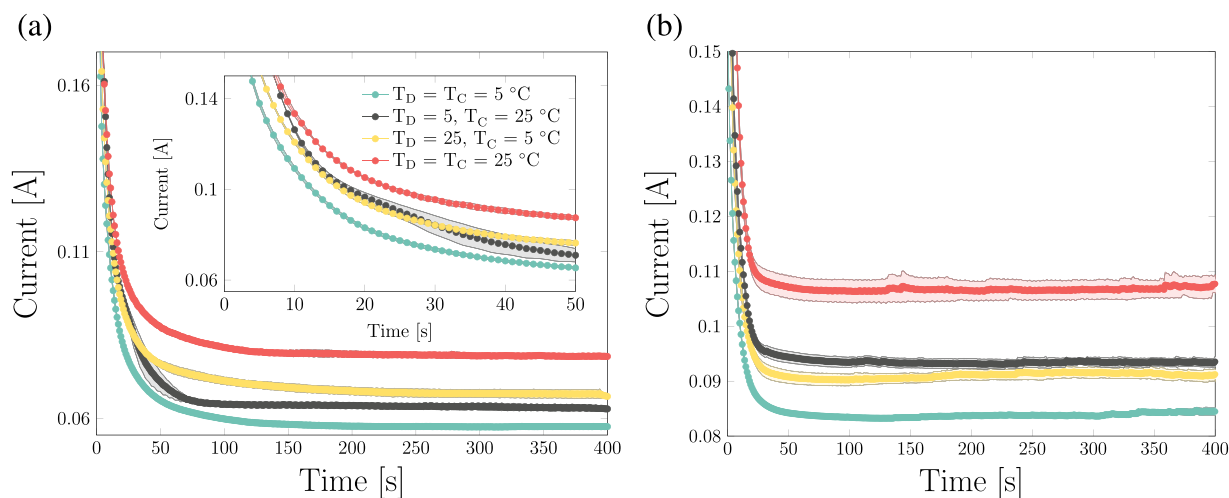 (a)
(b)
0.16
0.11
0.06
Current [A]
0 50 100 150 200 250 300 350 400
Time [s]
0.14
0.1
0.06
Current [A]
0 10 20 30 40 50
Time [s]
T_D = T_C = 5 °C
T_D = 5, T_C = 25 °C
T_D = 25, T_C = 5 °C
T_D = T_C = 25 °C
0.15
0.14
0.13
0.12
0.11
0.1
0.09
0.08
Current [A]
0 50 100 150 200 250 300 350 400
Time [s]